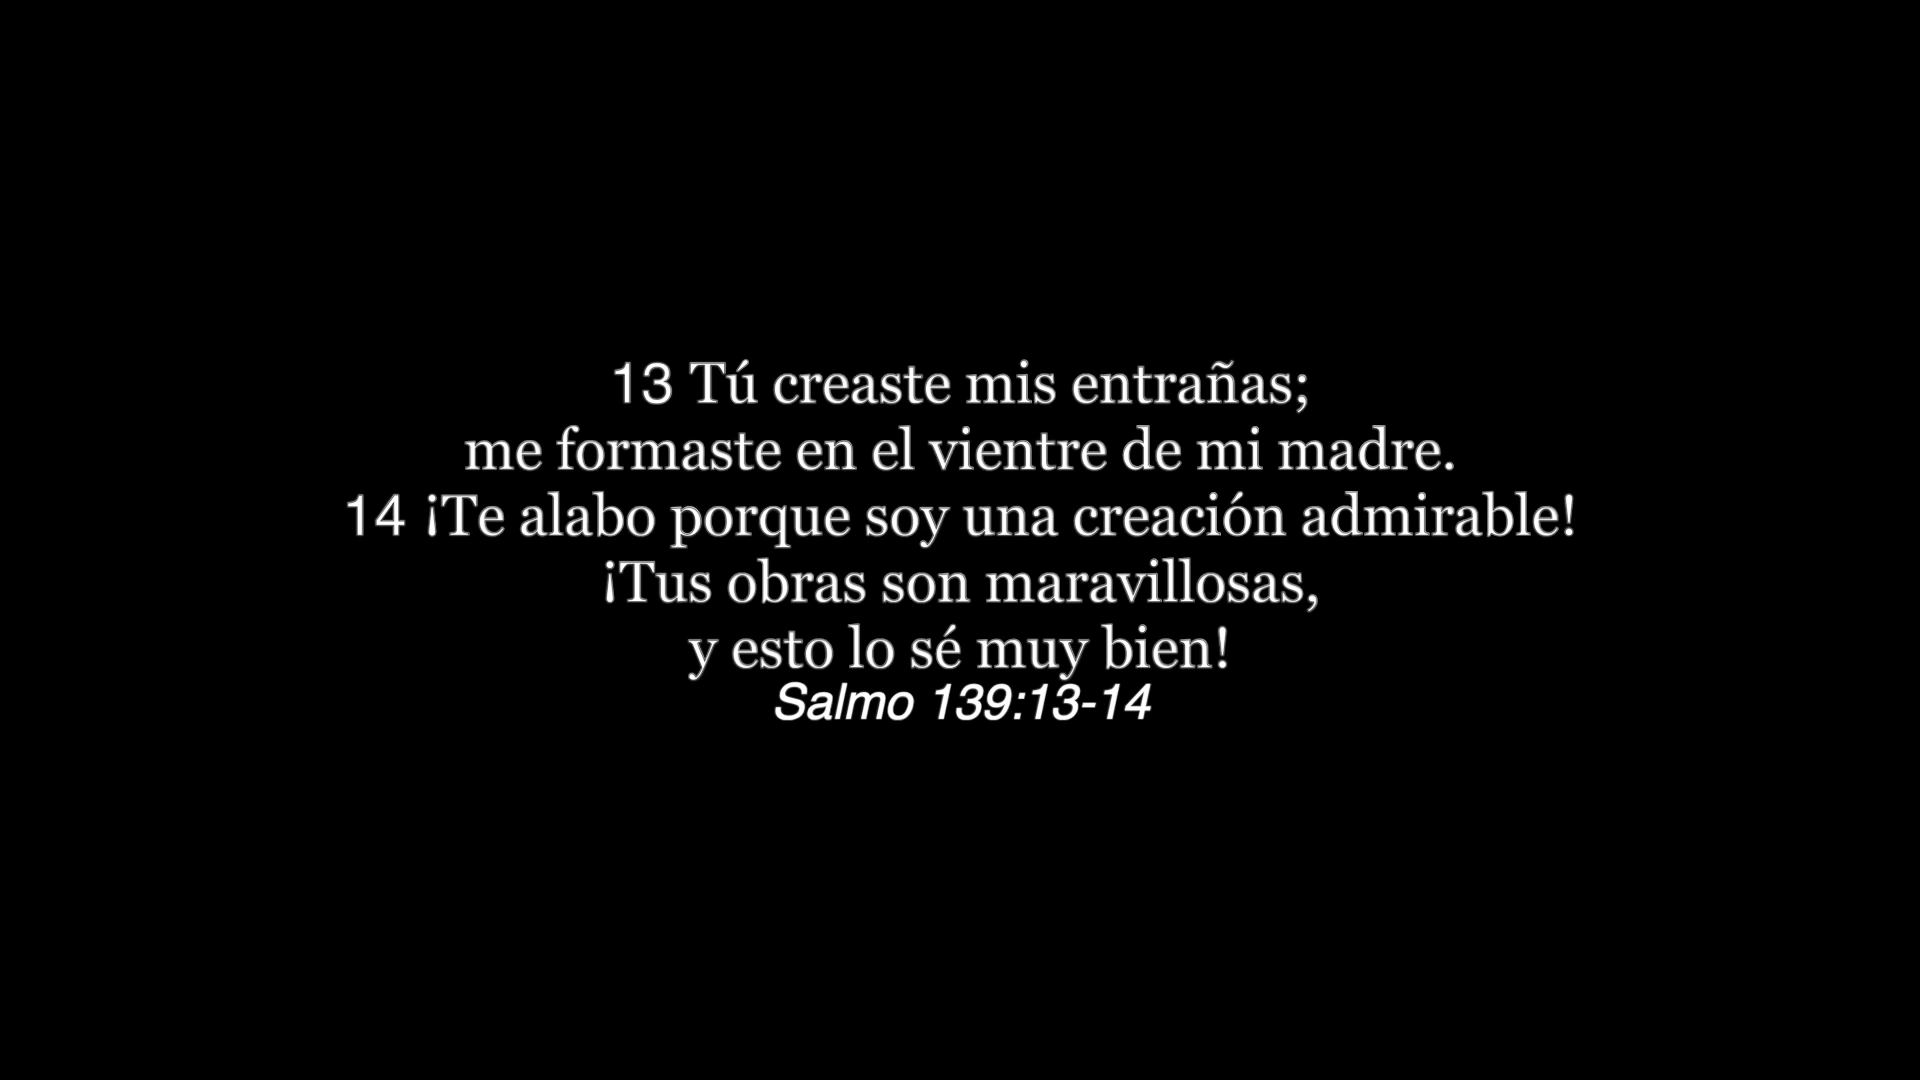 13 Tú creaste mis entrañas;
me formaste en el vientre de mi madre.
14 ¡Te alabo porque soy una creación admirable!
¡Tus obras son maravillosas,
y esto lo sé muy bien!
Salmo 139:13-14